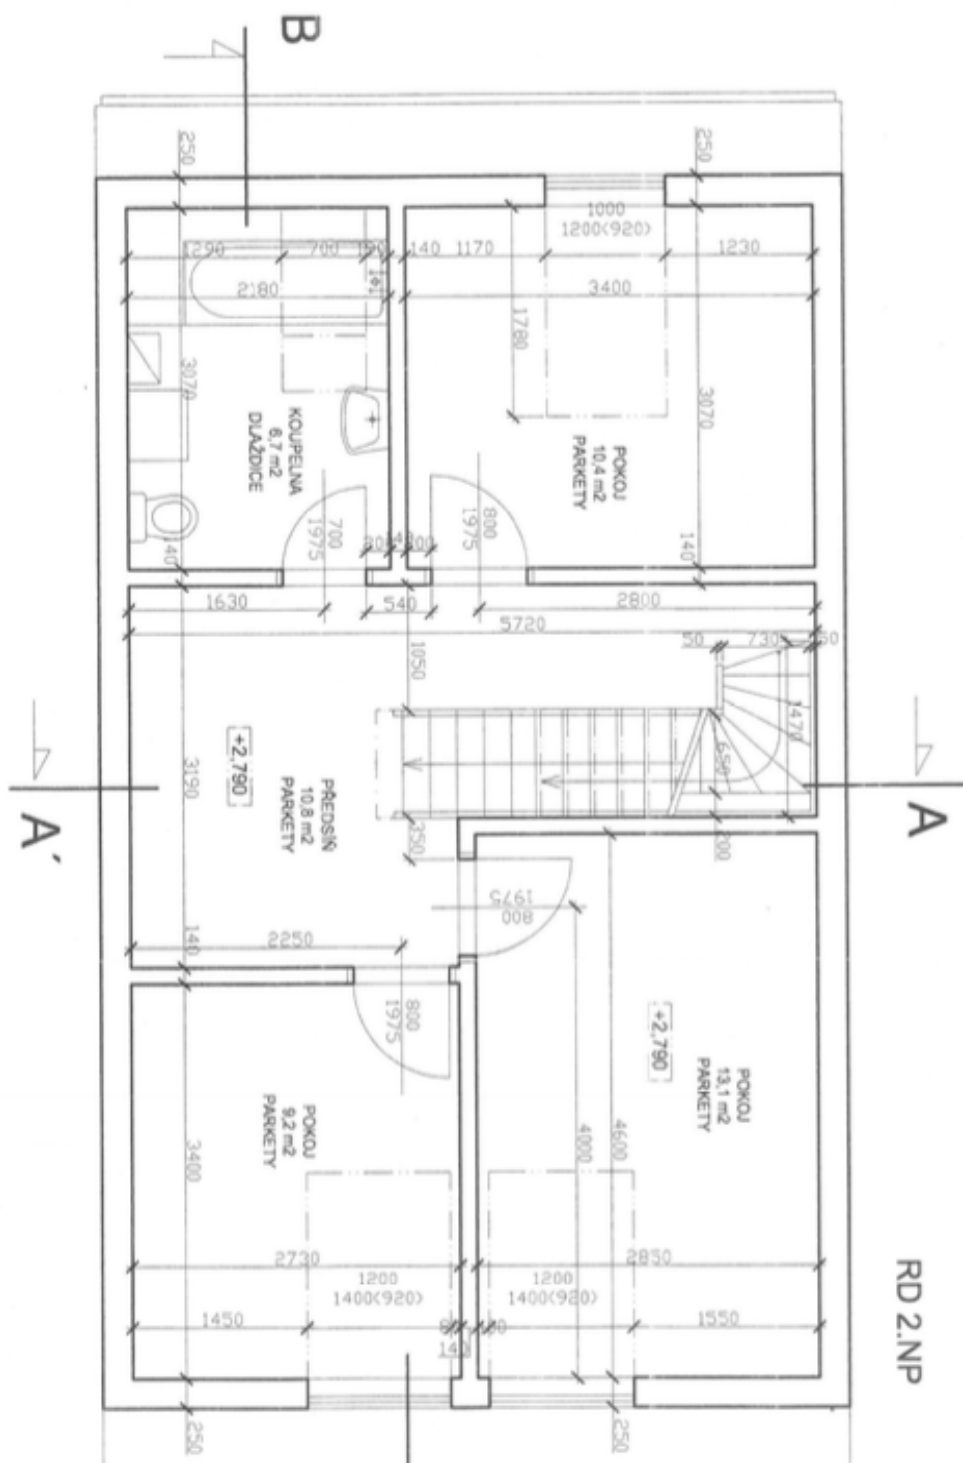 B
250
250
1000
1200(920)
1290
700
190
140
1170
1230
2180
3400
1780
3070
3070
KOUPELNA
6,7 m2
DLAŽDICE
POKOJ
10,4 m2
PARKETY
700
1975
800
1975
140
140
1630
540
2800
5720
50
730
1050
1470
650
+2,790
3190
PŘEDSÍŇ
10,8 m2
PARKETY
A´
A
350
200
800
1975
2250
140
800
1975
+2,790
POKOJ
13,1 m2
PARKETY
POKOJ
9,2 m2
PARKETY
3400
4000
4600
2730
2850
1200
1400(920)
1200
1400(920)
1450
1550
140
250
250
RD 2.NP